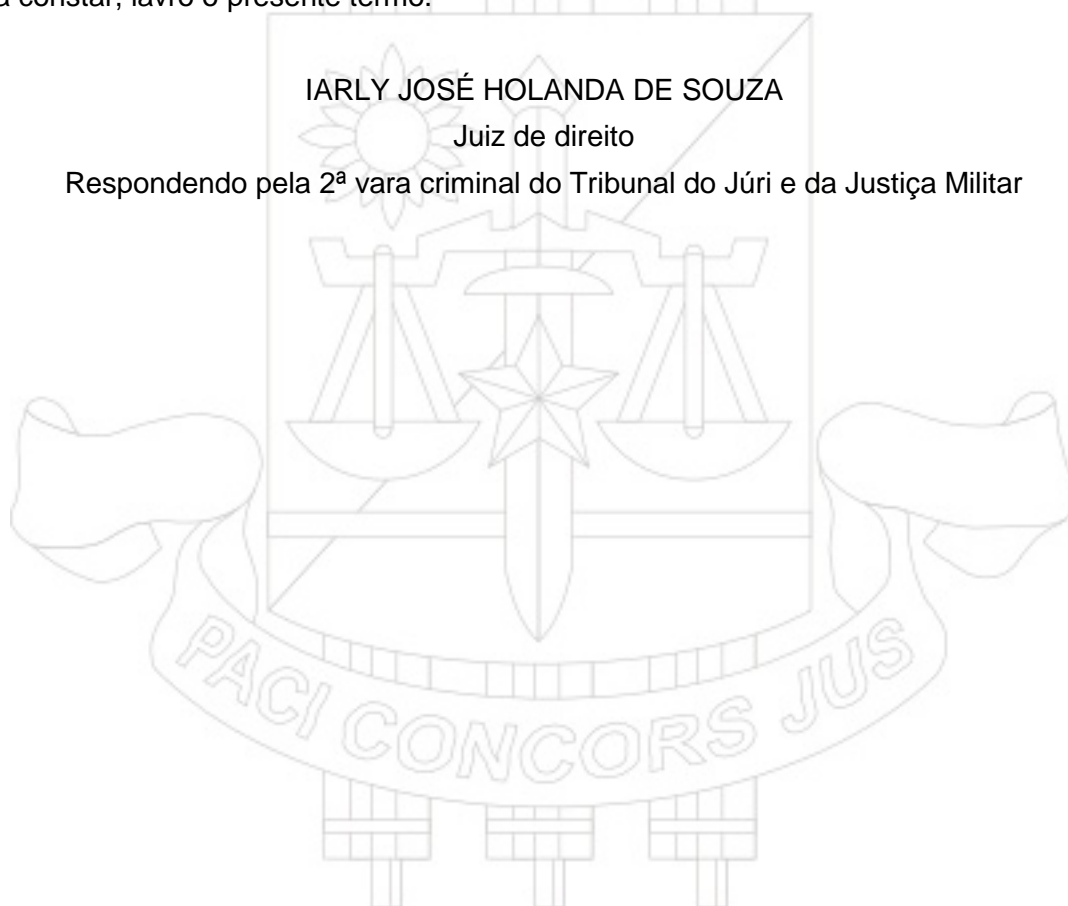 a constar, lavro o presente termo.
IARLY JOSÉ HOLANDA DE SOUZA
Juiz de direito
Respondendo pela 2ª vara criminal do Tribunal do Júri e da Justiça Militar
PACI CONCORS JUS